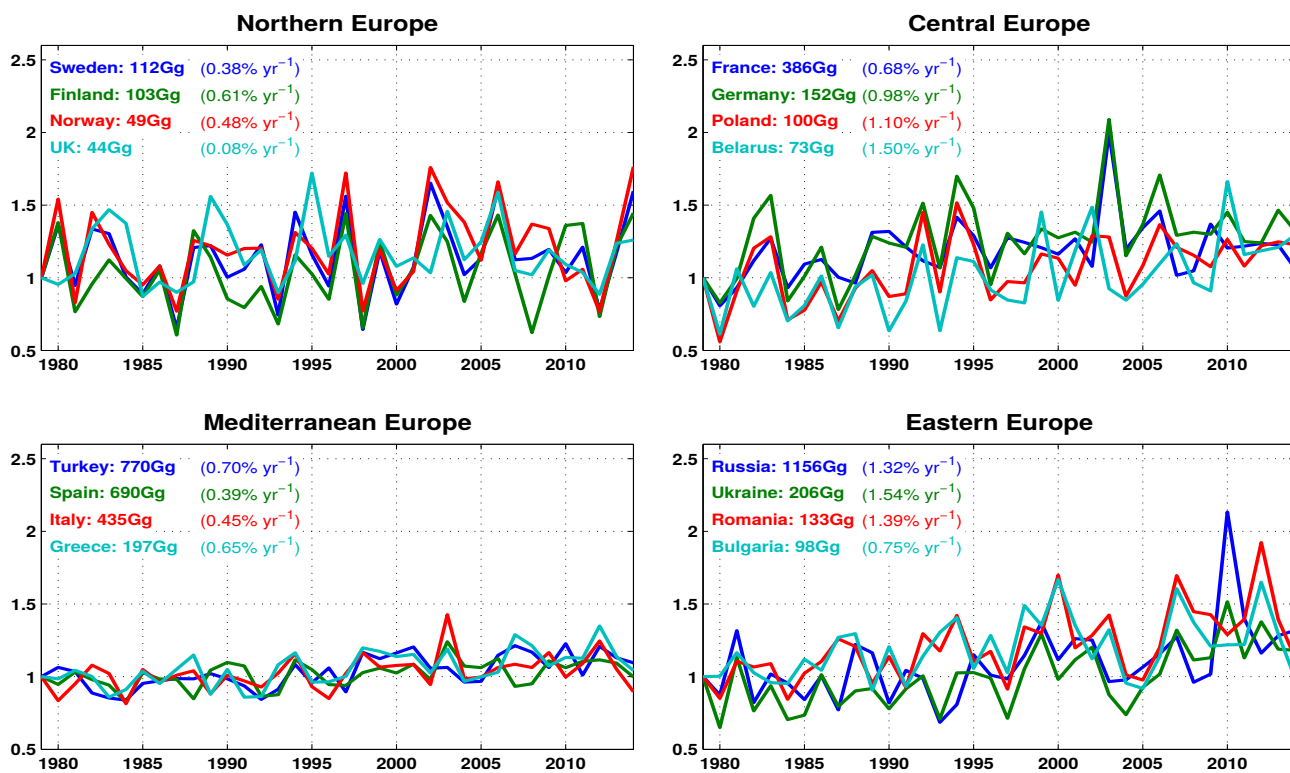 Northern Europe
2.5
2
1.5
1
0.5
Sweden: 112Gg (0.38% yr⁻¹)
Finland: 103Gg (0.61% yr⁻¹)
Norway: 49Gg (0.48% yr⁻¹)
UK: 44Gg (0.08% yr⁻¹)
1980 1985 1990 1995 2000 2005 2010
Central Europe
2.5
2
1.5
1
0.5
France: 386Gg (0.68% yr⁻¹)
Germany: 152Gg (0.98% yr⁻¹)
Poland: 100Gg (1.10% yr⁻¹)
Belarus: 73Gg (1.50% yr⁻¹)
1980 1985 1990 1995 2000 2005 2010
Mediterranean Europe
2.5
2
1.5
1
0.5
Turkey: 770Gg (0.70% yr⁻¹)
Spain: 690Gg (0.39% yr⁻¹)
Italy: 435Gg (0.45% yr⁻¹)
Greece: 197Gg (0.65% yr⁻¹)
1980 1985 1990 1995 2000 2005 2010
Eastern Europe
2.5
2
1.5
1
0.5
Russia: 1156Gg (1.32% yr⁻¹)
Ukraine: 206Gg (1.54% yr⁻¹)
Romania: 133Gg (1.39% yr⁻¹)
Bulgaria: 98Gg (0.75% yr⁻¹)
1980 1985 1990 1995 2000 2005 2010